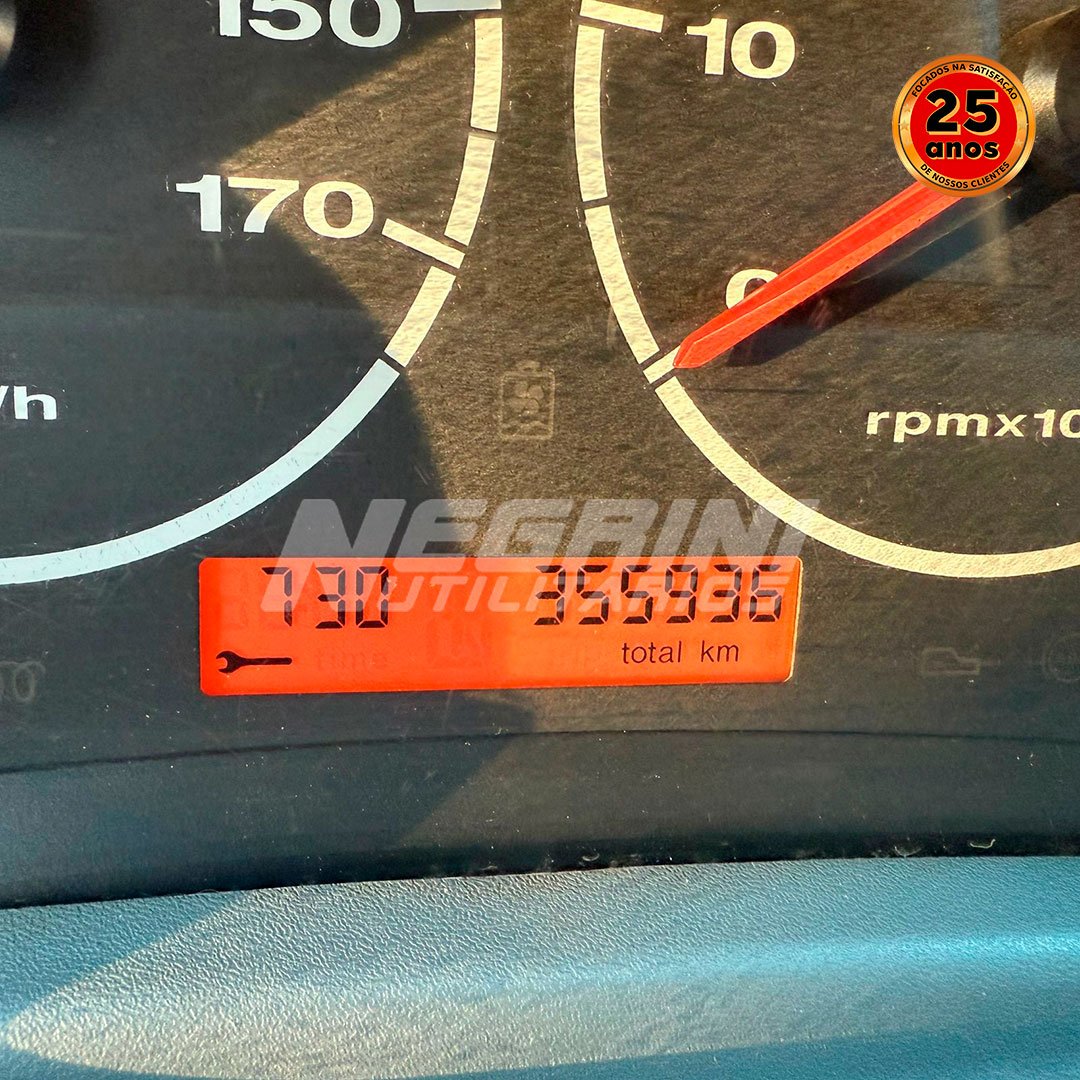 150
10
FOCADOS NA SATISFAÇÃO
25
anos
DE NOSSOS CLIENTES
170
0
/h
rpmx10
NEGRINI
UTILITÁRIOS
730
355936
time
total km